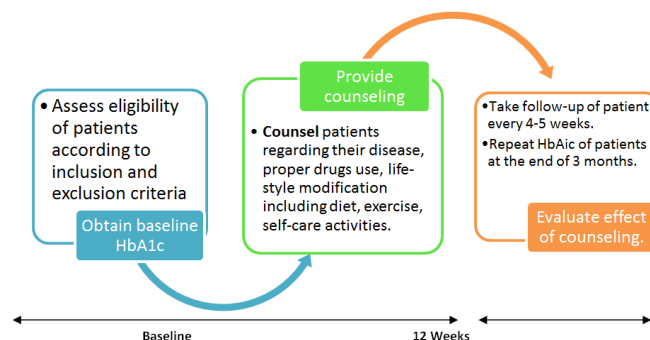 • Assess eligibility
of patients
according to
inclusion and
exclusion criteria
Obtain baseline
HbA1c
Provide
counseling
• Counsel patients
regarding their disease,
proper drugs use, life-
style modification
including diet, exercise,
self-care activities.
•Take follow-up of patient
every 4-5 weeks.
•Repeat HbAic of patients
at the end of 3 months.
Evaluate effect
of counseling.
Baseline
12 Weeks